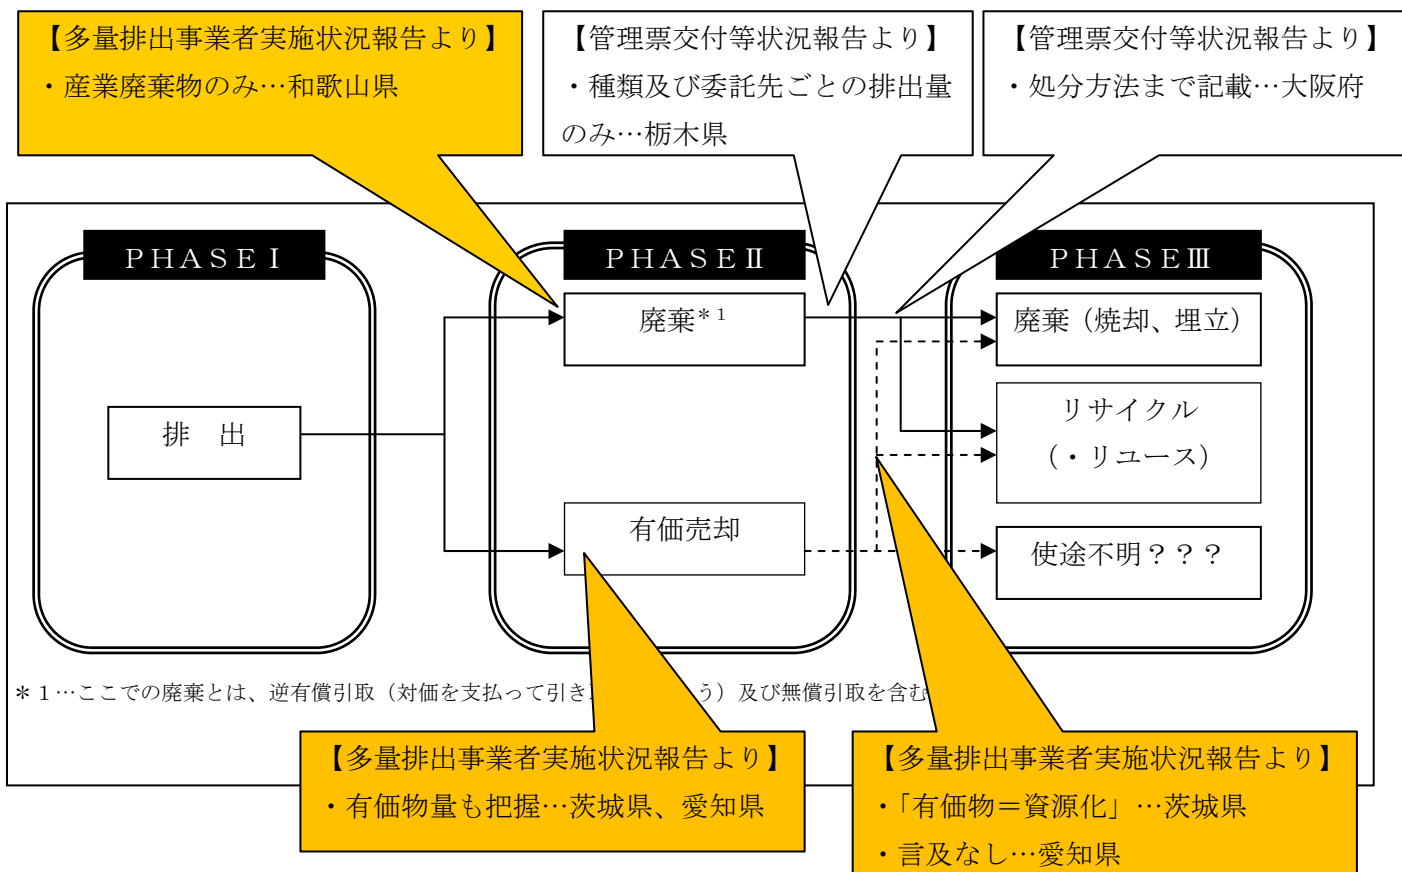 【多量排出事業者実施状況報告より】
・産業廃棄物のみ…和歌山県
【管理票交付等状況報告より】
・種類及び委託先ごとの排出量
のみ…栃木県
【管理票交付等状況報告より】
・処分方法まで記載…大阪府
ＰＨＡＳＥⅠ
ＰＨＡＳＥⅡ
ＰＨＡＳＥⅢ
廃棄＊１
廃棄（焼却、埋立）
排　出
リサイクル
（・リユース）
有価売却
使途不明？？？
＊１…ここでの廃棄とは、逆有償引取（対価を支払って引き う）及び無償引取を含む
【多量排出事業者実施状況報告より】
・有価物量も把握…茨城県、愛知県
【多量排出事業者実施状況報告より】
・「有価物＝資源化」…茨城県
・言及なし…愛知県